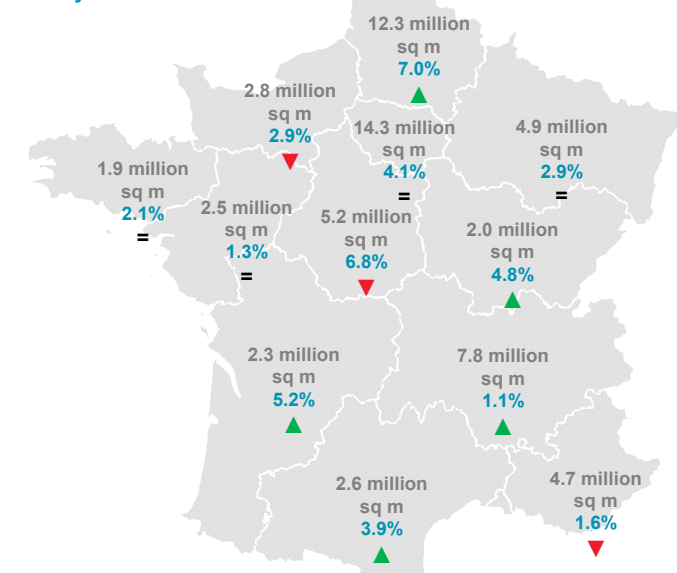 12.3 million
sq m
7.0%
2.8 million
sq m
2.9%
14.3 million
sq m
4.1%
=
4.9 million
sq m
2.9%
=
1.9 million
sq m
2.1%
=
2.5 million
sq m
1.3%
=
5.2 million
sq m
6.8%
2.0 million
sq m
4.8%
2.3 million
sq m
5.2%
7.8 million
sq m
1.1%
2.6 million
sq m
3.9%
4.7 million
sq m
1.6%